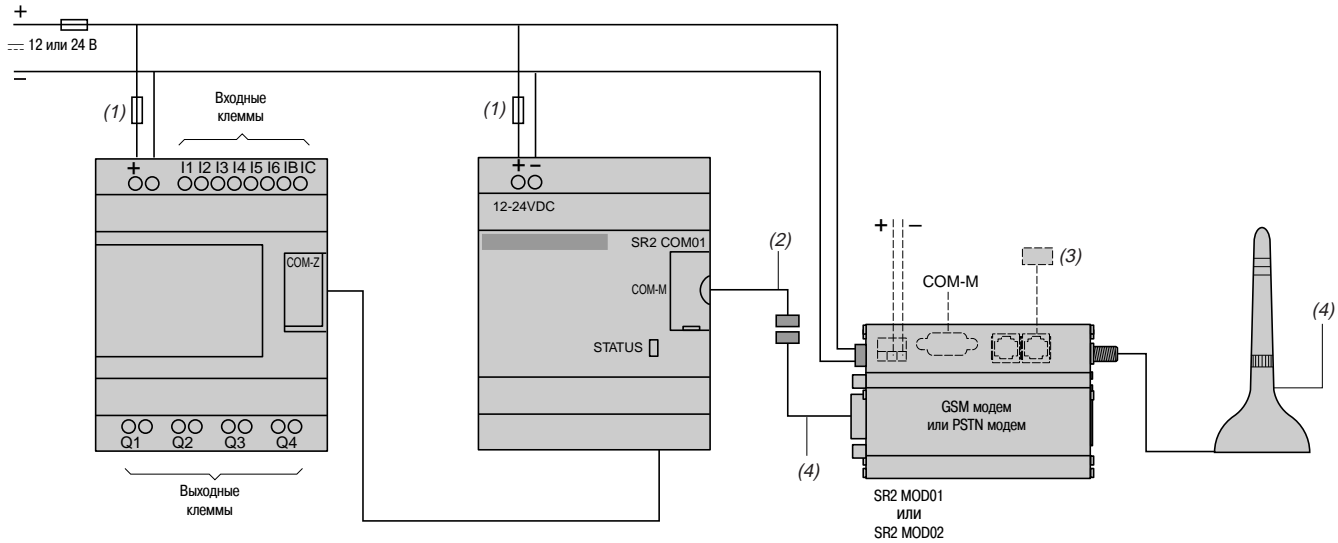 +
12 или 24 В
−
(1)
Входные
клеммы
(1)
+
I1 I2 I3 I4 I5 I6 IB IC
+ −
12-24VDC
SR2 COM01
COM-Z
COM-M
STATUS
(2)
+ −
(3)
COM-M
(4)
Q1 Q2 Q3 Q4
GSM модем
или PSTN модем
(4)
Выходные
клеммы
SR2 MOD01
или
SR2 MOD02